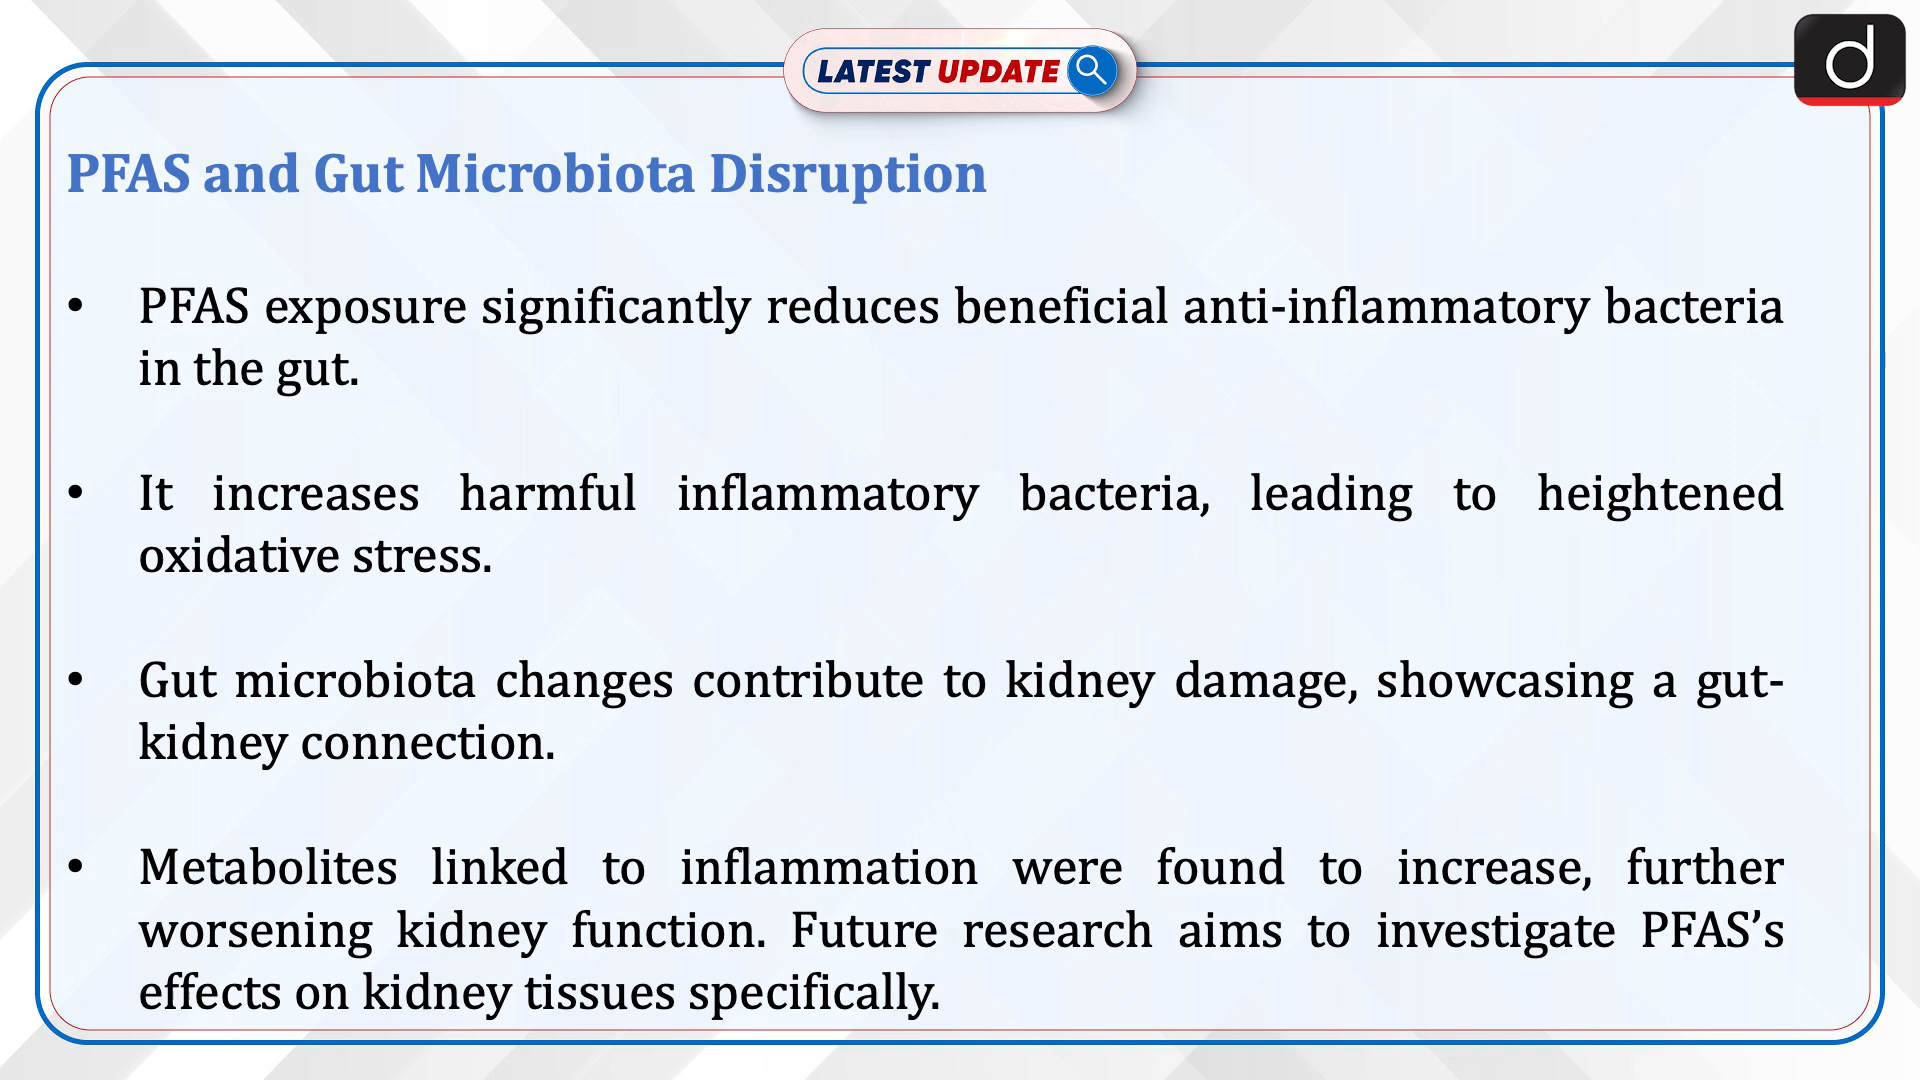 LATEST UPDATE
d
PFAS and Gut Microbiota Disruption
• PFAS exposure significantly reduces beneficial anti-inflammatory bacteria
in the gut.
• It increases harmful inflammatory bacteria, leading to heightened
oxidative stress.
• Gut microbiota changes contribute to kidney damage, showcasing a gut-
kidney connection.
• Metabolites linked to inflammation were found to increase, further
worsening kidney function. Future research aims to investigate PFAS’s
effects on kidney tissues specifically.